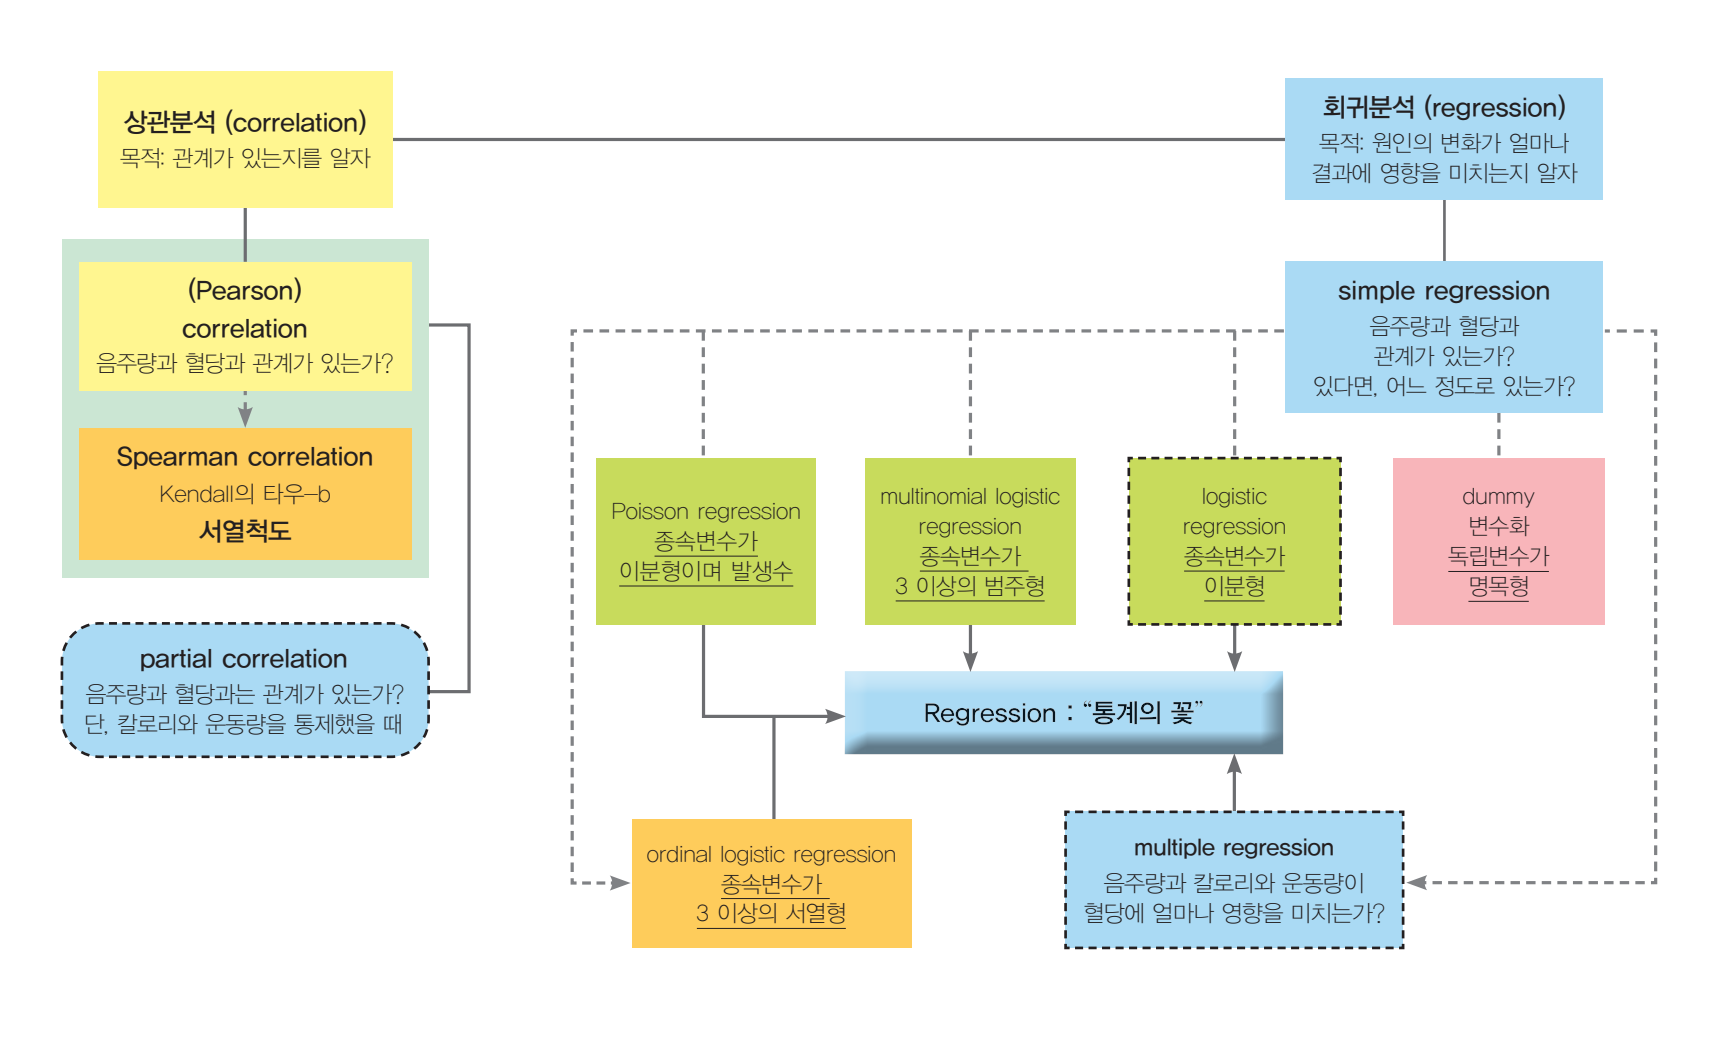 상관분석 (correlation)
목적: 관계가 있는지를 알자
회귀분석 (regression)
목적: 원인의 변화가 얼마나
결과에 영향을 미치는지 알자
(Pearson)
correlation
음주량과 혈당과 관계가 있는가?
Spearman correlation
Kendall의 타우-b
서열척도
partial correlation
음주량과 혈당과는 관계가 있는가?
단, 칼로리와 운동량을 통제했을 때
simple regression
음주량과 혈당과
관계가 있는가?
있다면, 어느 정도로 있는가?
Poisson regression
종속변수가
이분형이며 발생수
multinomial logistic
regression
종속변수가
3 이상의 범주형
logistic
regression
종속변수가
이분형
dummy
변수화
독립변수가
명목형
Regression : “통계의 꽃”
ordinal logistic regression
종속변수가
3 이상의 서열형
multiple regression
음주량과 칼로리와 운동량이
혈당에 얼마나 영향을 미치는가?